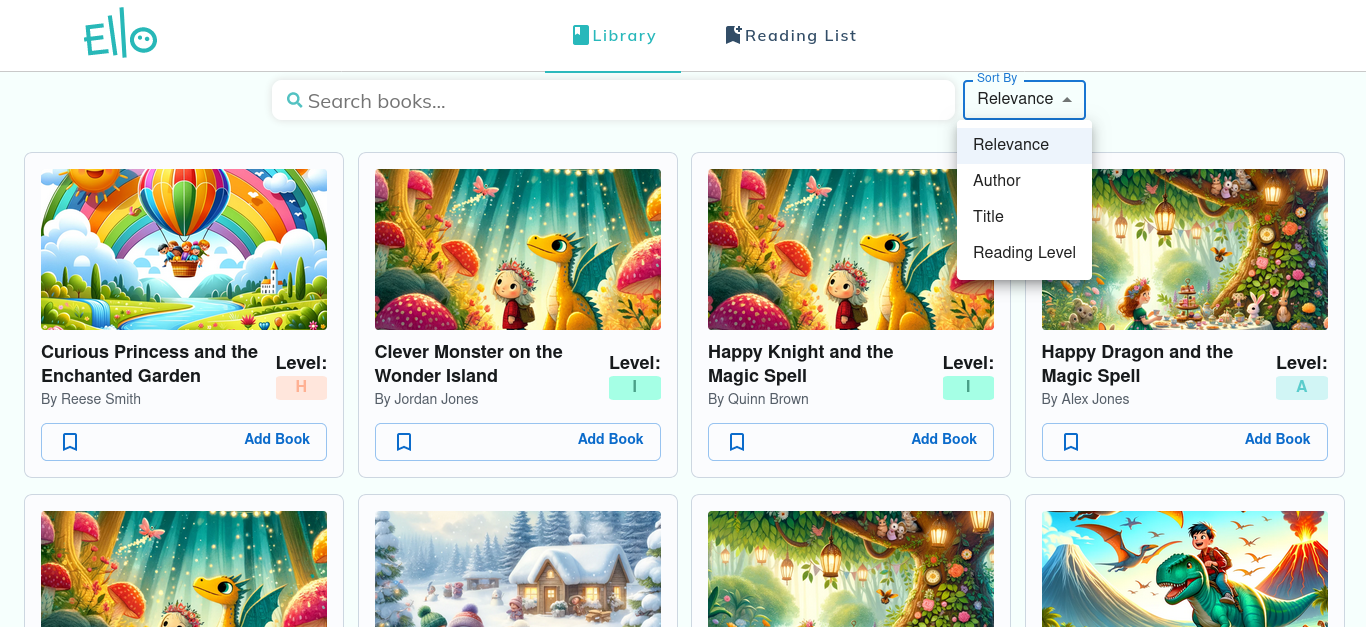 Ello
Library
Reading List
Search books...
Sort By
Relevance
Relevance
Author
Title
Reading Level
Curious Princess and the
Enchanted Garden
By Reese Smith
Level:
H
Add Book
Clever Monster on the
Wonder Island
By Jordan Jones
Level:
I
Add Book
Happy Knight and the
Magic Spell
By Quinn Brown
Level:
I
Add Book
Happy Dragon and the
Magic Spell
By Alex Jones
Level:
A
Add Book